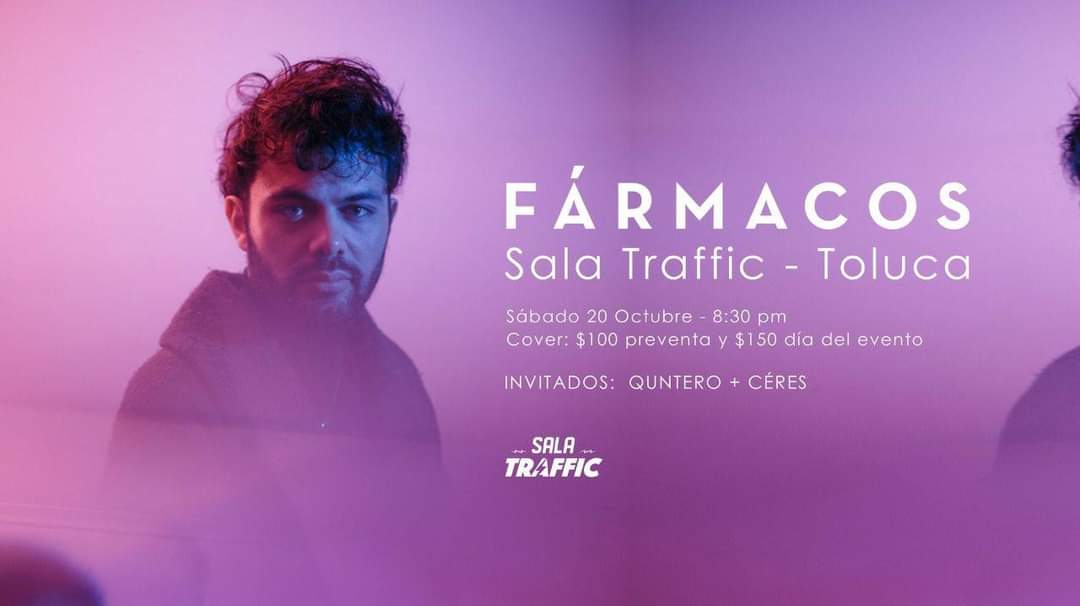 FÁRMACOS
Sala Traffic - Toluca
Sábado 20 Octubre - 8:30 pm
Cover: $100 preventa y $150 día del evento
INVITADOS: QUNTERO + CÉRES
SALA
TRAFFIC